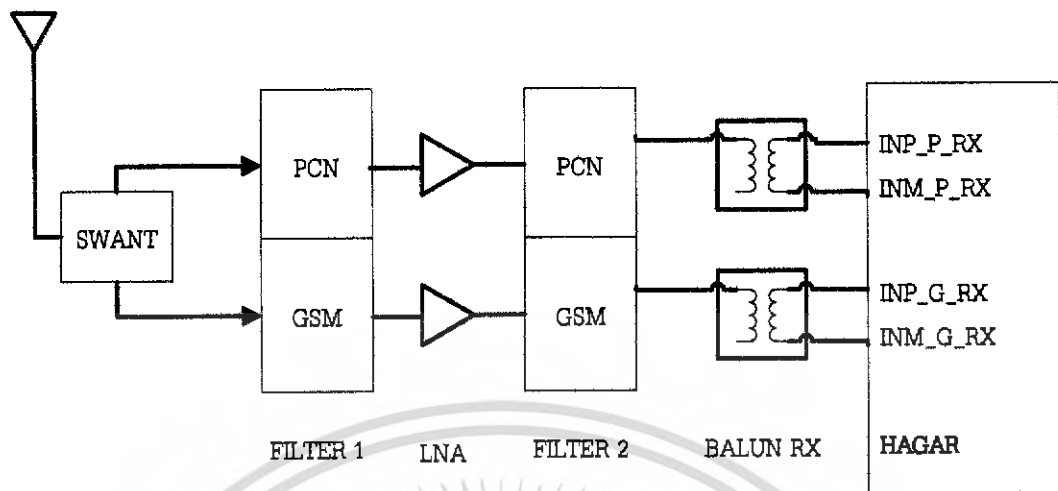 PCN
PCN
INP_P_RX
INM_P_RX
SWANT
GSM
GSM
INP_G_RX
INM_G_RX
FILTER 1
LNA
FILTER 2
BALUN RX
HAGAR